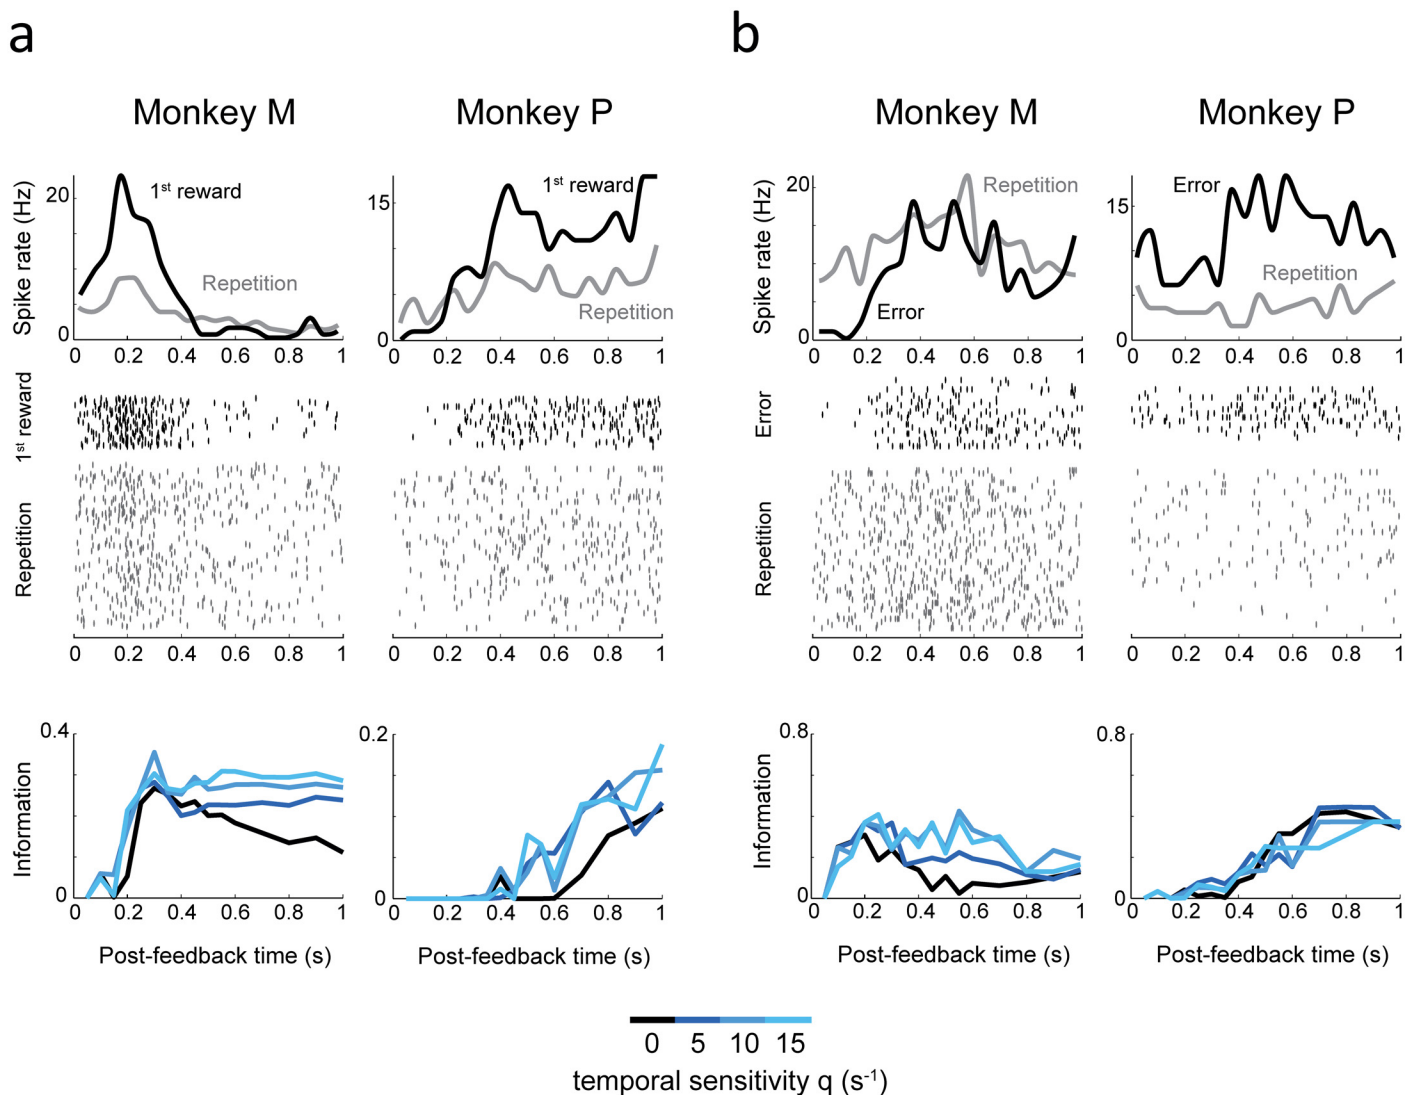 a
b
Monkey M
Monkey P
Monkey M
Monkey P
Spike rate (Hz)
20
0
1st reward
Repetition
0 0.2 0.4 0.6 0.8 1
15
0
1st reward
Repetition
0 0.2 0.4 0.6 0.8 1
Spike rate (Hz)
20
0
Repetition
Error
0 0.2 0.4 0.6 0.8 1
15
0
Error
Repetition
0 0.2 0.4 0.6 0.8 1
1st reward
Repetition
0 0.2 0.4 0.6 0.8 1
0 0.2 0.4 0.6 0.8 1
Error
Repetition
0 0.2 0.4 0.6 0.8 1
0 0.2 0.4 0.6 0.8 1
Information
0.4
0
0 0.2 0.4 0.6 0.8 1
Post-feedback time (s)
0.2
0
0 0.2 0.4 0.6 0.8 1
Post-feedback time (s)
Information
0.8
0
0 0.2 0.4 0.6 0.8 1
Post-feedback time (s)
0.8
0
0 0.2 0.4 0.6 0.8 1
Post-feedback time (s)
0 5 10 15
temporal sensitivity q (s-1)